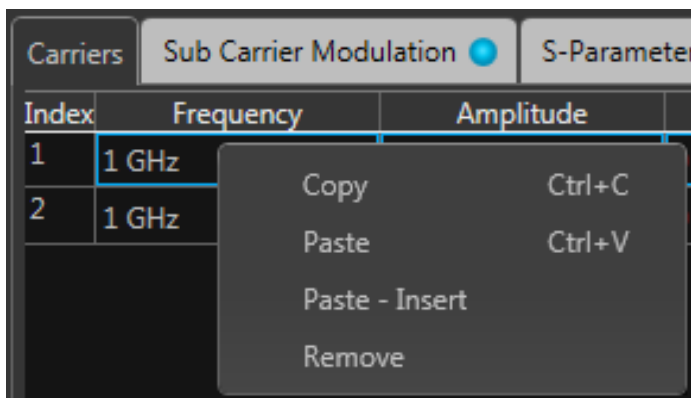 Carriers Sub Carrier Modulation S-Parameter
Index Frequency Amplitude
1 1 GHz
Copy Ctrl+C
2 1 GHz
Paste Ctrl+V
Paste - Insert
Remove